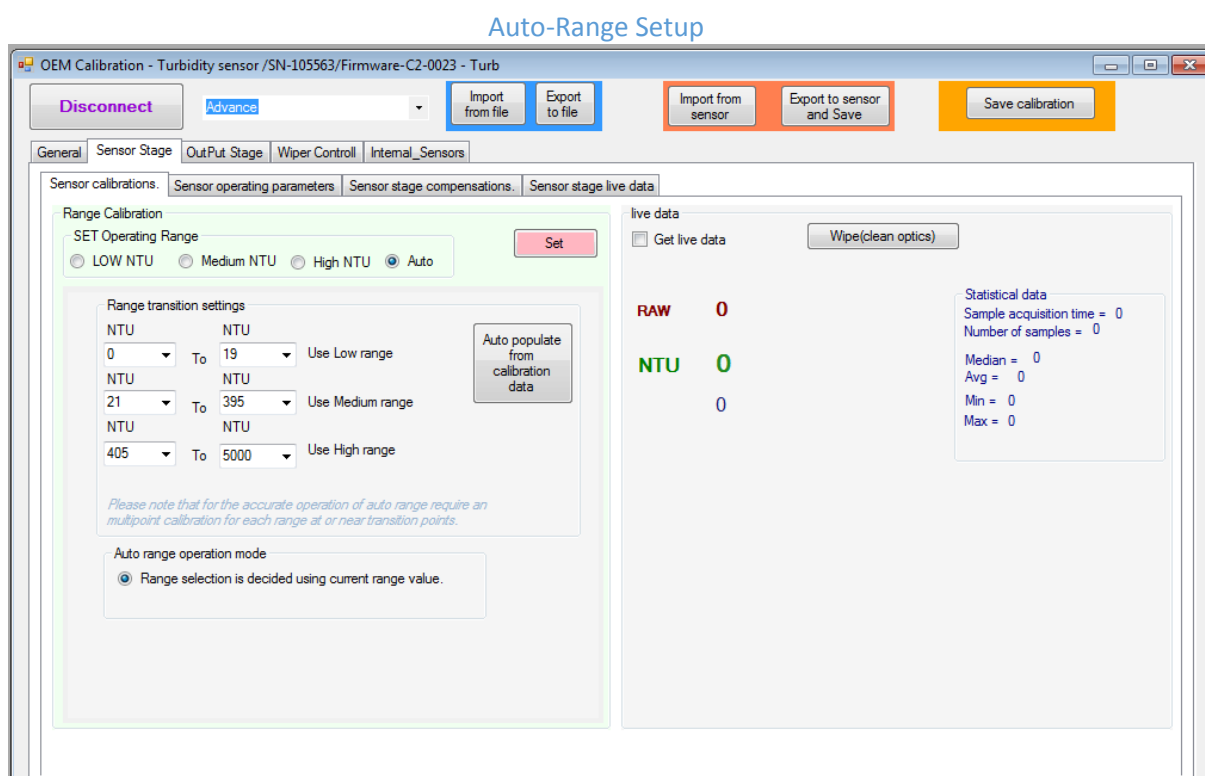 Auto-Range Setup
OEM Calibration - Turbidity sensor /SN-105563/Firmware-C2-0023 - Turb
Disconnect
Advance
Import
from file
Export
to file
Import from
sensor
Export to sensor
and Save
Save calibration
General
Sensor Stage
OutPut Stage
Wiper Controll
Internal_Sensors
Sensor calibrations.
Sensor operating parameters
Sensor stage compensations.
Sensor stage live data
Range Calibration
SET Operating Range
LOW NTU
Medium NTU
High NTU
Auto
Set
Range transition settings
NTU NTU
0 To 19 Use Low range
NTU NTU
21 To 395 Use Medium range
NTU NTU
405 To 5000 Use High range
Auto populate
from
calibration
data
Please note that for the accurate operation of auto range require an
multipoint calibration for each range at or near transition points.
Auto range operation mode
Range selection is decided using current range value.
live data
Get live data
Wipe(clean optics)
RAW 0
NTU 0
0
Statistical data
Sample acquisition time = 0
Number of samples = 0
Median = 0
Avg = 0
Min = 0
Max = 0